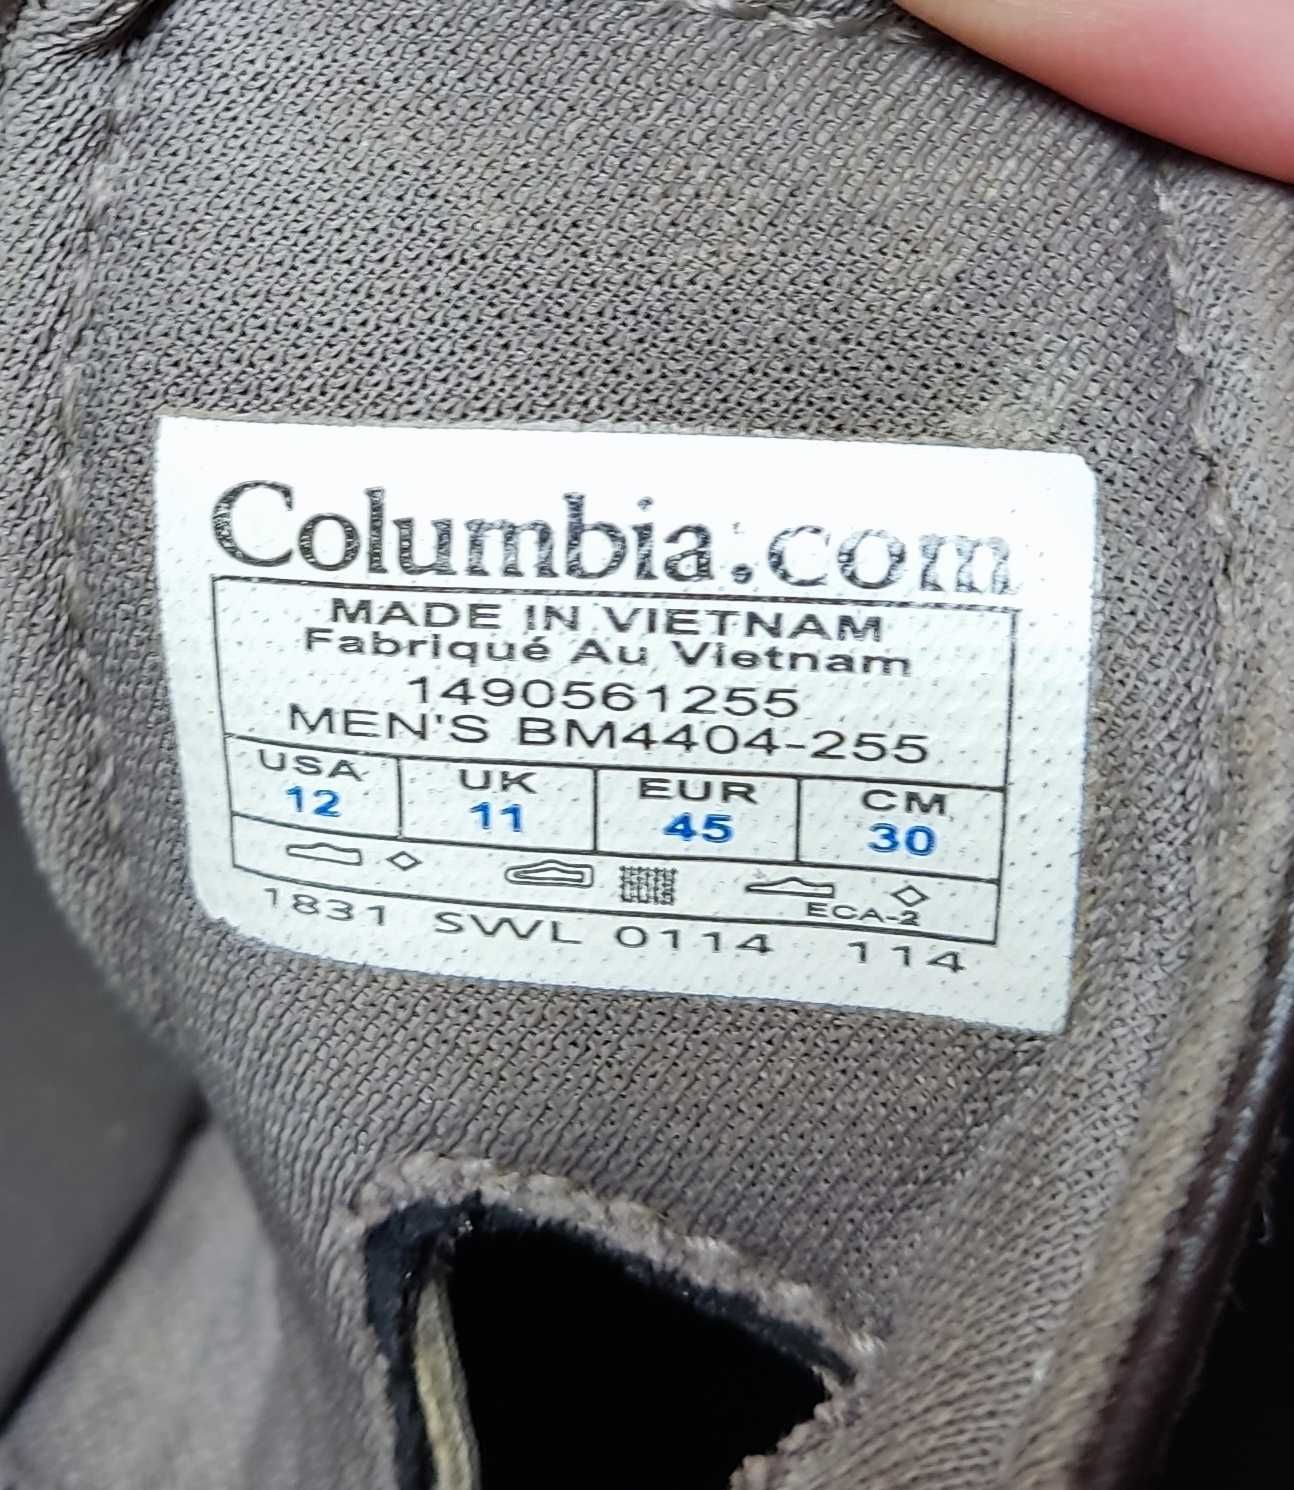 Columbia.com
MADE IN VIETNAM
Fabriqué Au Vietnam
1490561255
MEN'S BM4404-255
USA UK EUR CM
12 11 45 30
ECA-2
1831 SWL 0114 114